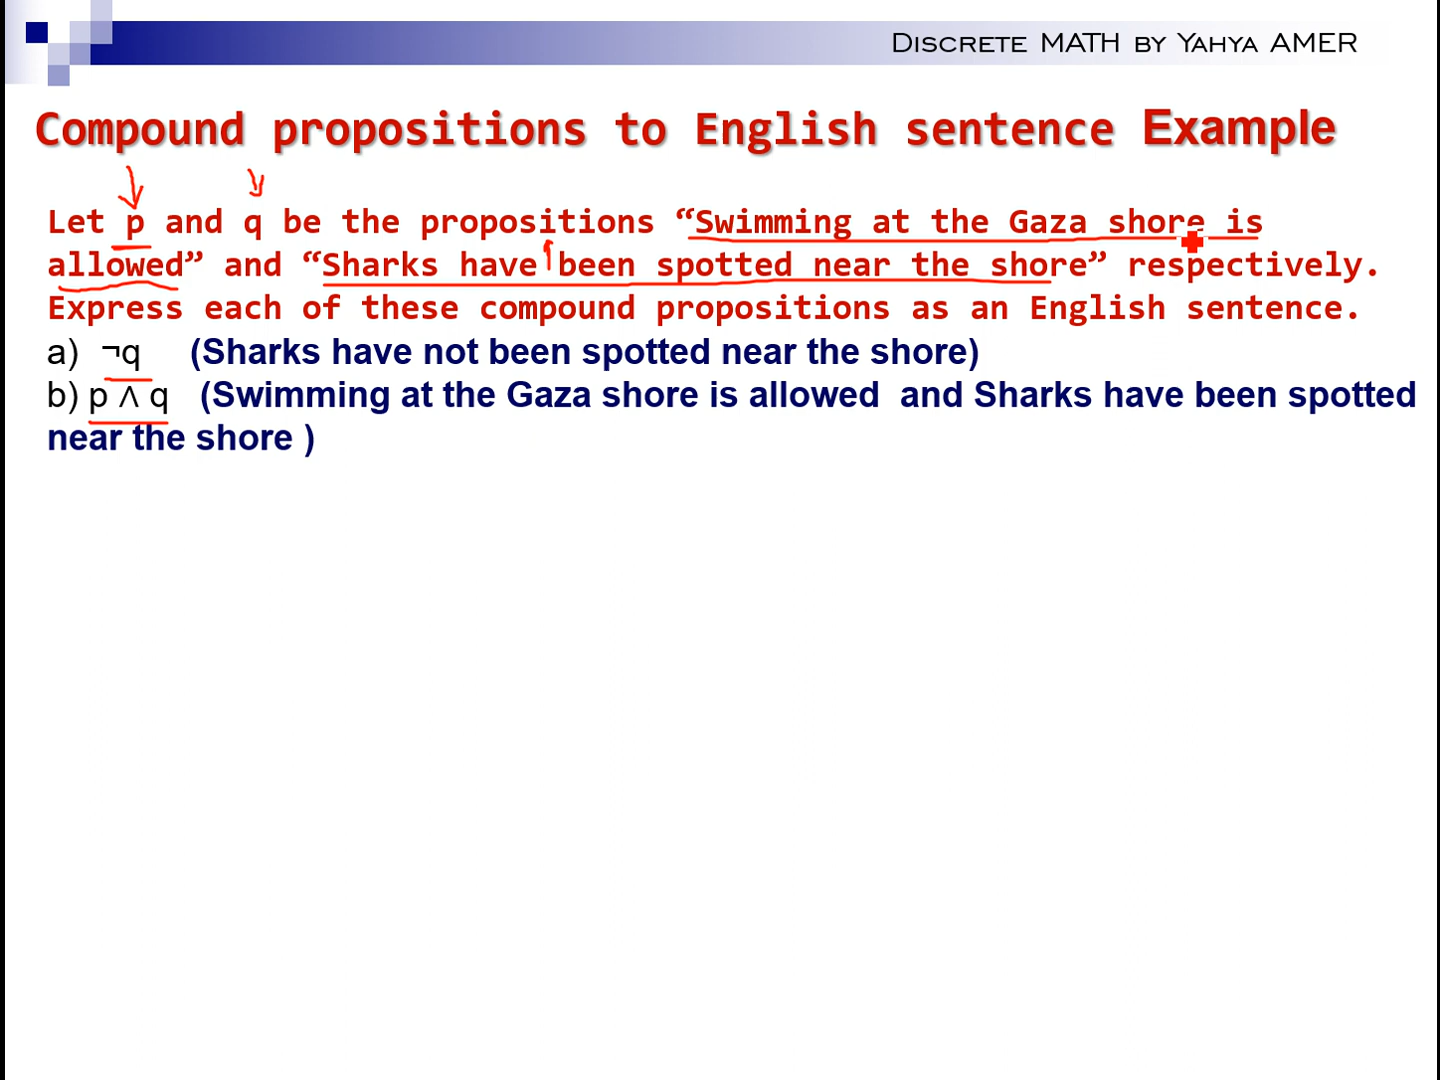 DISCRETE MATH BY YAHYA AMER
Compound propositions to English sentence Example
Let p and q be the propositions “Swimming at the Gaza shore is
allowed” and “Sharks have been spotted near the shore” respectively.
Express each of these compound propositions as an English sentence.
a) ¬q (Sharks have not been spotted near the shore)
b) p ∧ q (Swimming at the Gaza shore is allowed and Sharks have been spotted
near the shore )